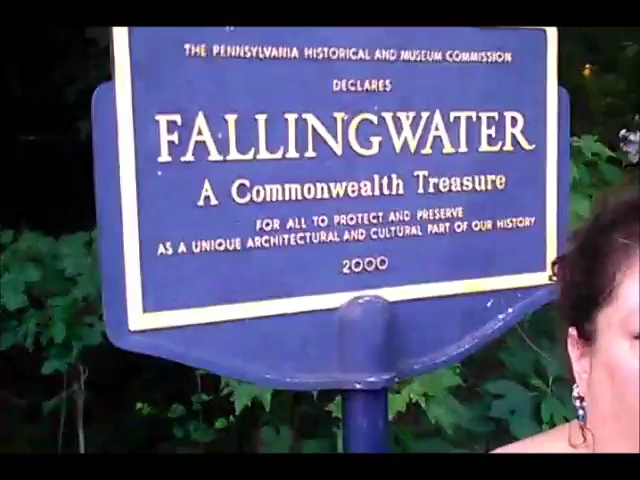 THE PENNSYLVANIA HISTORICAL AND MUSEUM COMMISSION
DECLARES
FALLINGWATER
A Commonwealth Treasure
FOR ALL TO PROTECT AND PRESERVE
AS A UNIQUE ARCHITECTURAL AND CULTURAL PART OF OUR HISTORY
2000